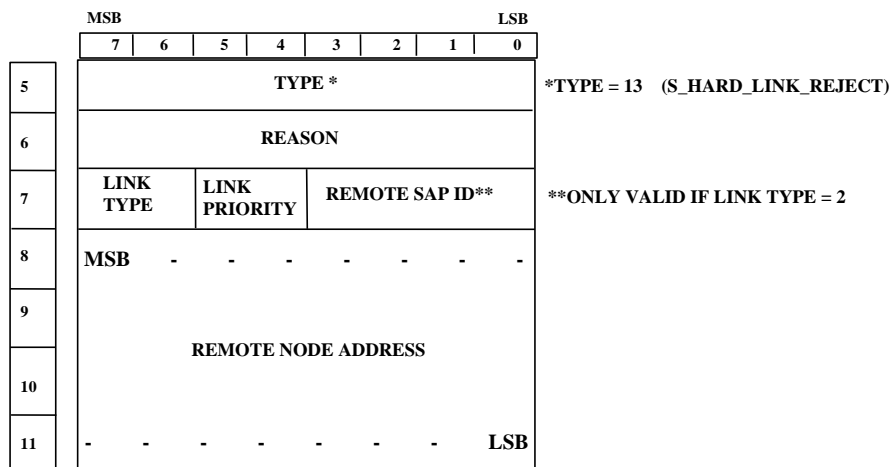 MSB LSB
7 6 5 4 3 2 1 0
5 TYPE * *TYPE = 13 (S_HARD_LINK_REJECT)
6 REASON
7 LINK TYPE LINK PRIORITY REMOTE SAP ID** **ONLY VALID IF LINK TYPE = 2
8 MSB - - - - - - -
9
REMOTE NODE ADDRESS
10
11 - - - - - - - LSB